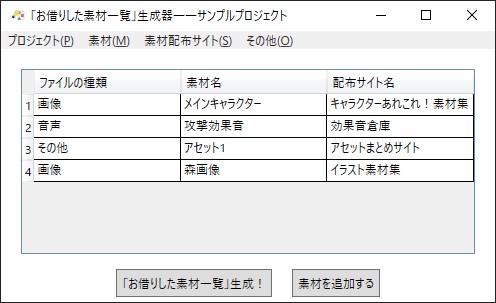 「お借りした素材一覧」生成器ーーサンプルプロジェクト
プロジェクト(P) 素材(M) 素材配布サイト(S) その他(O)
ファイルの種類 素材名 配布サイト名
1 画像 メインキャラクター キャラクターあれこれ！素材集
2 音声 攻撃効果音 効果音倉庫
3 その他 アセット1 アセットまとめサイト
4 画像 森画像 イラスト素材集
「お借りした素材一覧」生成！ 素材を追加する